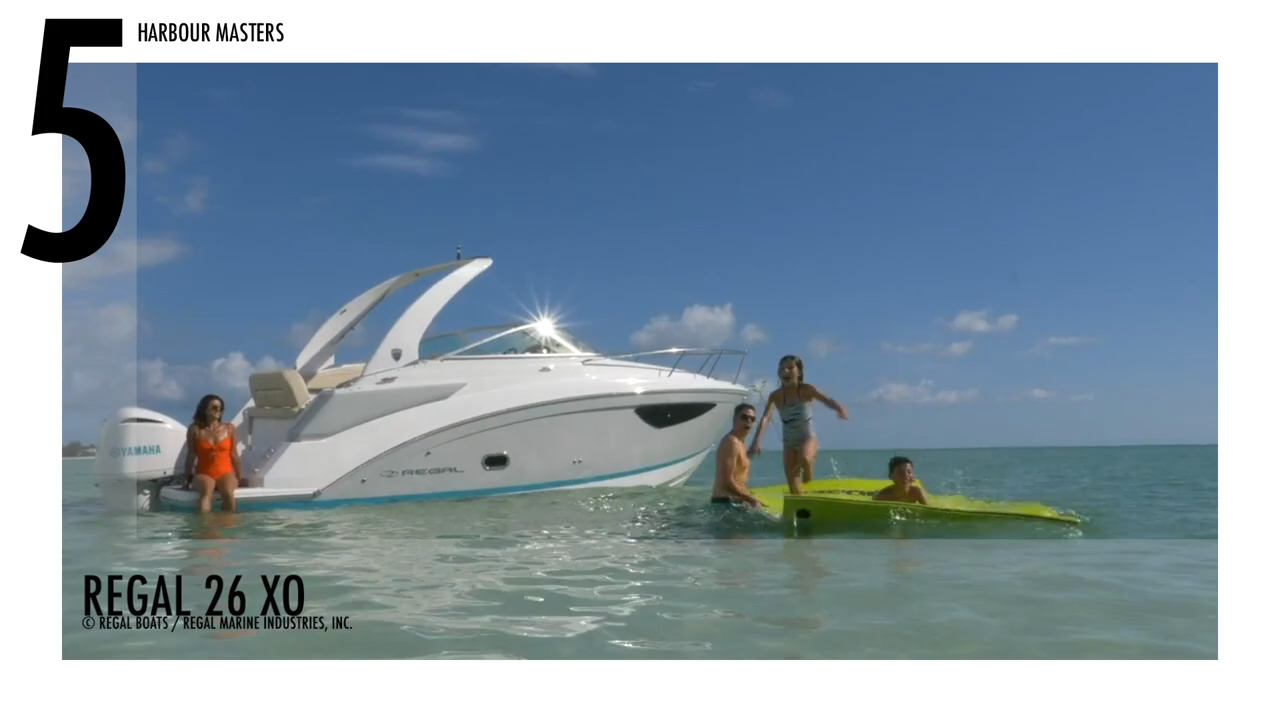 5
HARBOUR MASTERS
YAMAHA
REGAL
REGAL 26 XO
© REGAL BOATS / REGAL MARINE INDUSTRIES, INC.